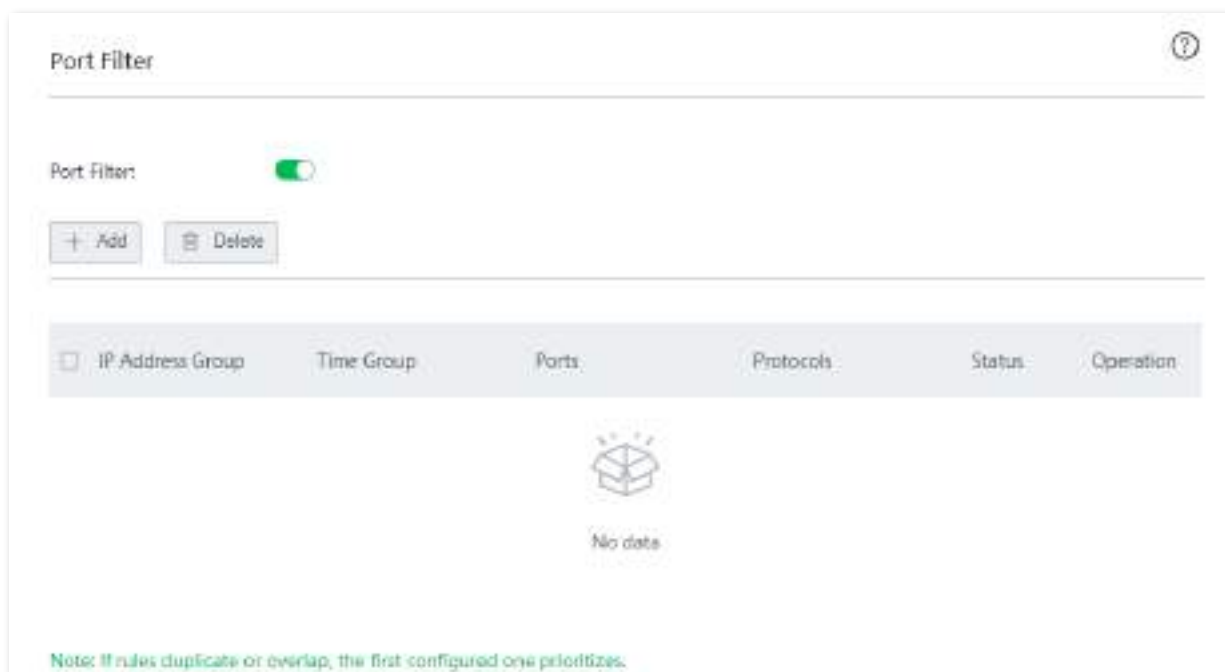 Port Filter
Port Filter:
+ Add Delete
IP Address Group Time Group Ports Protocols Status Operation
No data
Note: If rules duplicate or overlap, the first configured one prioritizes.